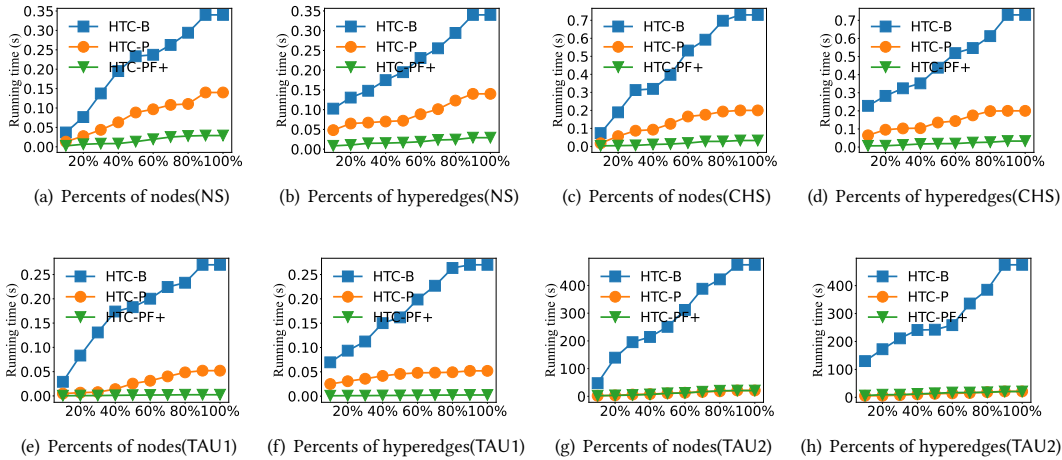 Running time (s)
0.35
0.30
0.25
0.20
0.15
0.10
0.05
0.00
HTC-B
HTC-P
HTC-PF+
20% 40% 60% 80%100%
(a) Percents of nodes(NS)
Running time (s)
0.35
0.30
0.25
0.20
0.15
0.10
0.05
0.00
HTC-B
HTC-P
HTC-PF+
20% 40% 60% 80%100%
(b) Percents of hyperedges(NS)
Running time (s)
0.7
0.6
0.5
0.4
0.3
0.2
0.1
0.0
HTC-B
HTC-P
HTC-PF+
20% 40% 60% 80%100%
(c) Percents of nodes(CHS)
Running time (s)
0.7
0.6
0.5
0.4
0.3
0.2
0.1
0.0
HTC-B
HTC-P
HTC-PF+
20% 40% 60% 80%100%
(d) Percents of hyperedges(CHS)
Running time (s)
0.25
0.20
0.15
0.10
0.05
0.00
HTC-B
HTC-P
HTC-PF+
20% 40% 60% 80%100%
(e) Percents of nodes(TAU1)
Running time (s)
0.25
0.20
0.15
0.10
0.05
0.00
HTC-B
HTC-P
HTC-PF+
20% 40% 60% 80%100%
(f) Percents of hyperedges(TAU1)
Running time (s)
400
300
200
100
0
HTC-B
HTC-P
HTC-PF+
20% 40% 60% 80%100%
(g) Percents of nodes(TAU2)
Running time (s)
400
300
200
100
0
HTC-B
HTC-P
HTC-PF+
20% 40% 60% 80%100%
(h) Percents of hyperedges(TAU2)